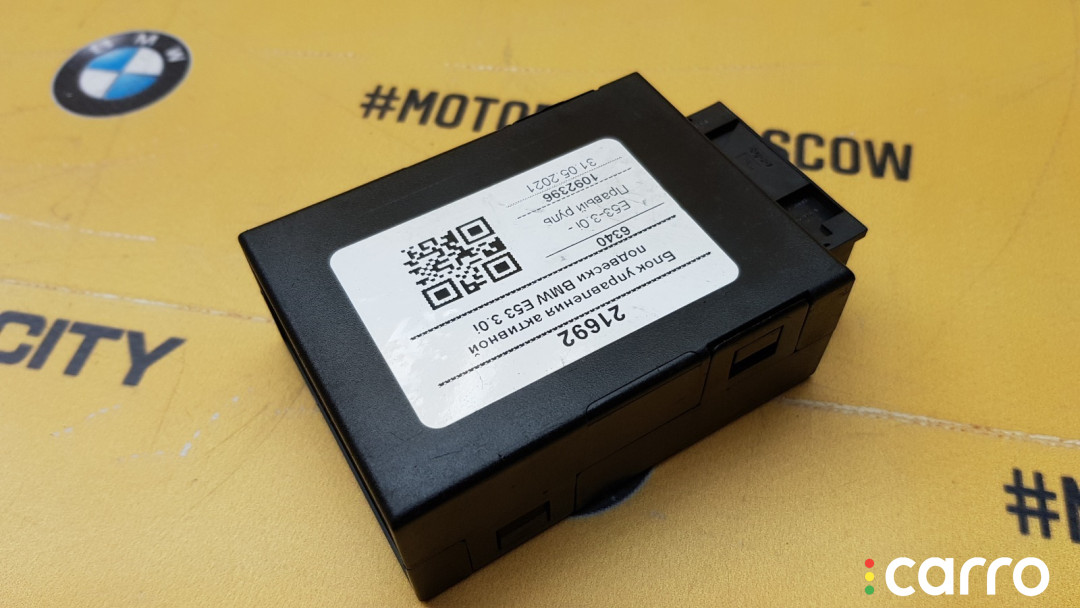 BMW
#MOTOR
SCOW
CITY
#M
21692
Блок управления активной
подвески BMW E53 3.0i
6340
E53-3.0i -
Правый руль
1092396
31.05.2021
carro